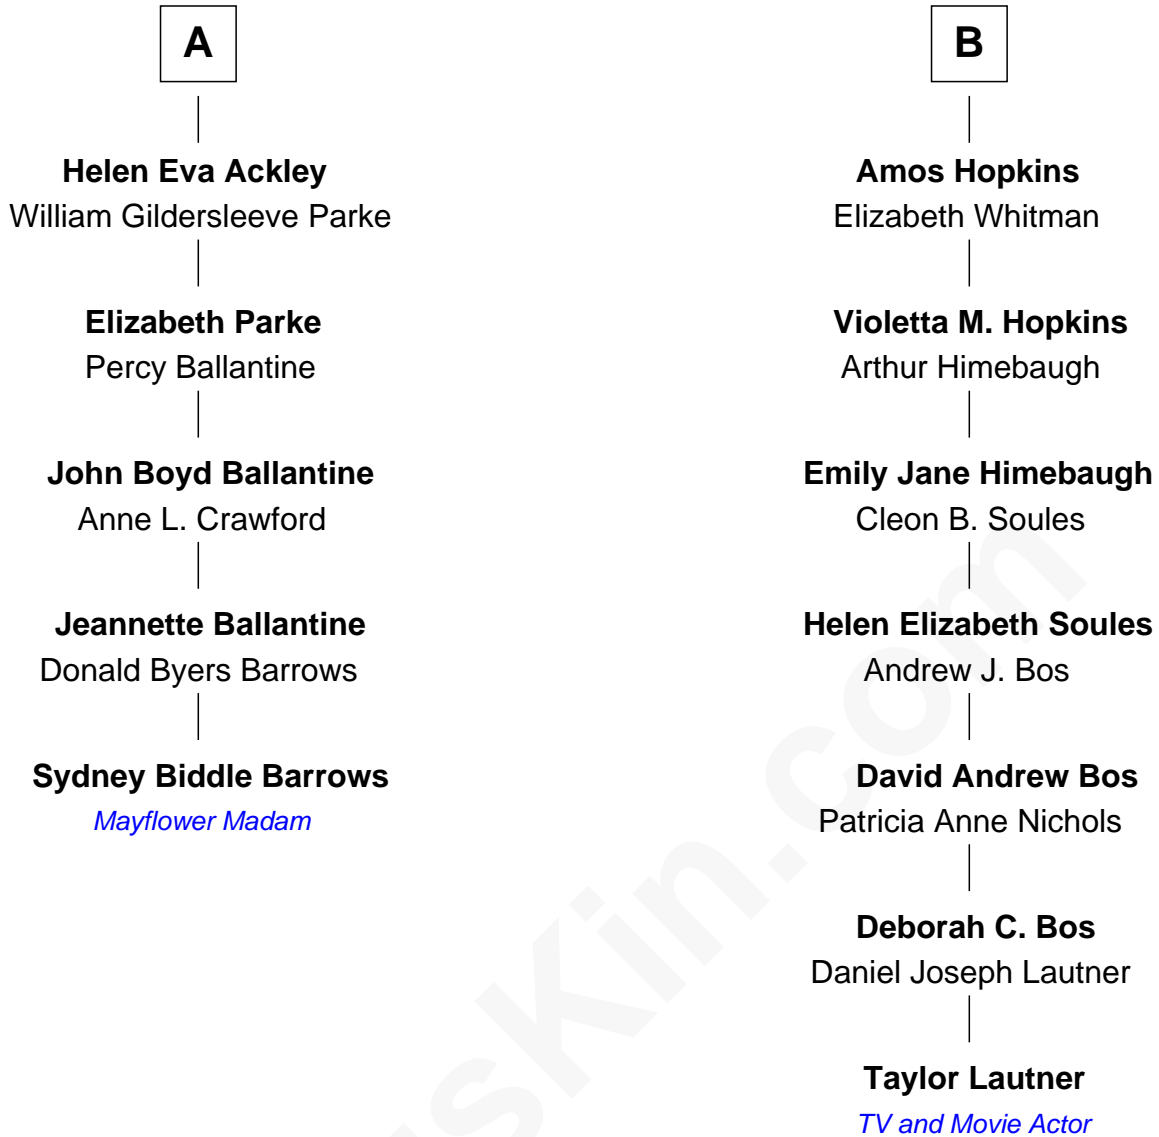 A
Helen Eva Ackley
William Gildersleeve Parke
Elizabeth Parke
Percy Ballantine
John Boyd Ballantine
Anne L. Crawford
Jeannette Ballantine
Donald Byers Barrows
Sydney Biddle Barrows
Mayflower Madam
B
Amos Hopkins
Elizabeth Whitman
Violetta M. Hopkins
Arthur Himebaugh
Emily Jane Himebaugh
Cleon B. Soules
Helen Elizabeth Soules
Andrew J. Bos
David Andrew Bos
Patricia Anne Nichols
Deborah C. Bos
Daniel Joseph Lautner
Taylor Lautner
TV and Movie Actor
sKin.com